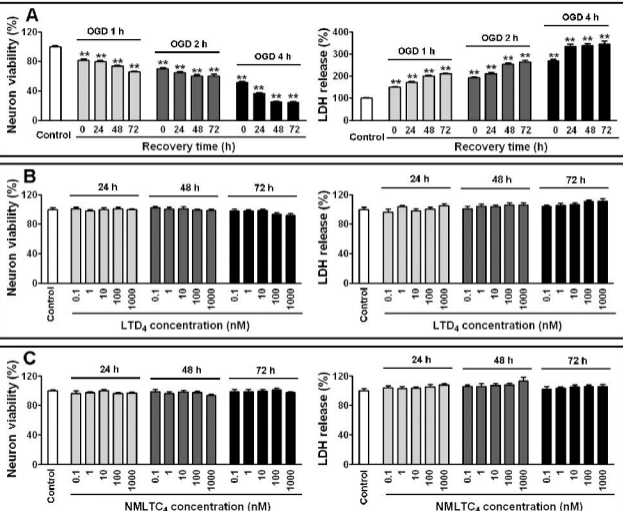 A
OGD 1 h
OGD 2 h
OGD 4 h
Neuron viability (%)
120
80
40
0
** ** ** ** ** ** ** ** ** ** ** **
Control
0 24 48 72 0 24 48 72 0 24 48 72
Recovery time (h)
OGD 1 h
OGD 2 h
OGD 4 h
LDH release (%)
400
300
200
100
0
** ** ** ** ** ** ** ** ** ** ** **
Control
0 24 48 72 0 24 48 72 0 24 48 72
Recovery time (h)
B
24 h 48 h 72 h
Neuron viability (%)
120
80
40
0
Control
0.1 1 10 100 1000 0.1 1 10 100 1000 0.1 1 10 100 1000
LTD4 concentration (nM)
24 h 48 h 72 h
LDH release (%)
120
80
40
0
Control
0.1 1 10 100 1000 0.1 1 10 100 1000 0.1 1 10 100 1000
LTD4 concentration (nM)
C
24 h 48 h 72 h
Neuron viability (%)
120
80
40
0
Control
0.1 1 10 100 1000 0.1 1 10 100 1000 0.1 1 10 100 1000
NMLTC4 concentration (nM)
24 h 48 h 72 h
LDH release (%)
120
80
40
0
Control
0.1 1 10 100 1000 0.1 1 10 100 1000 0.1 1 10 100 1000
NMLTC4 concentration (nM)